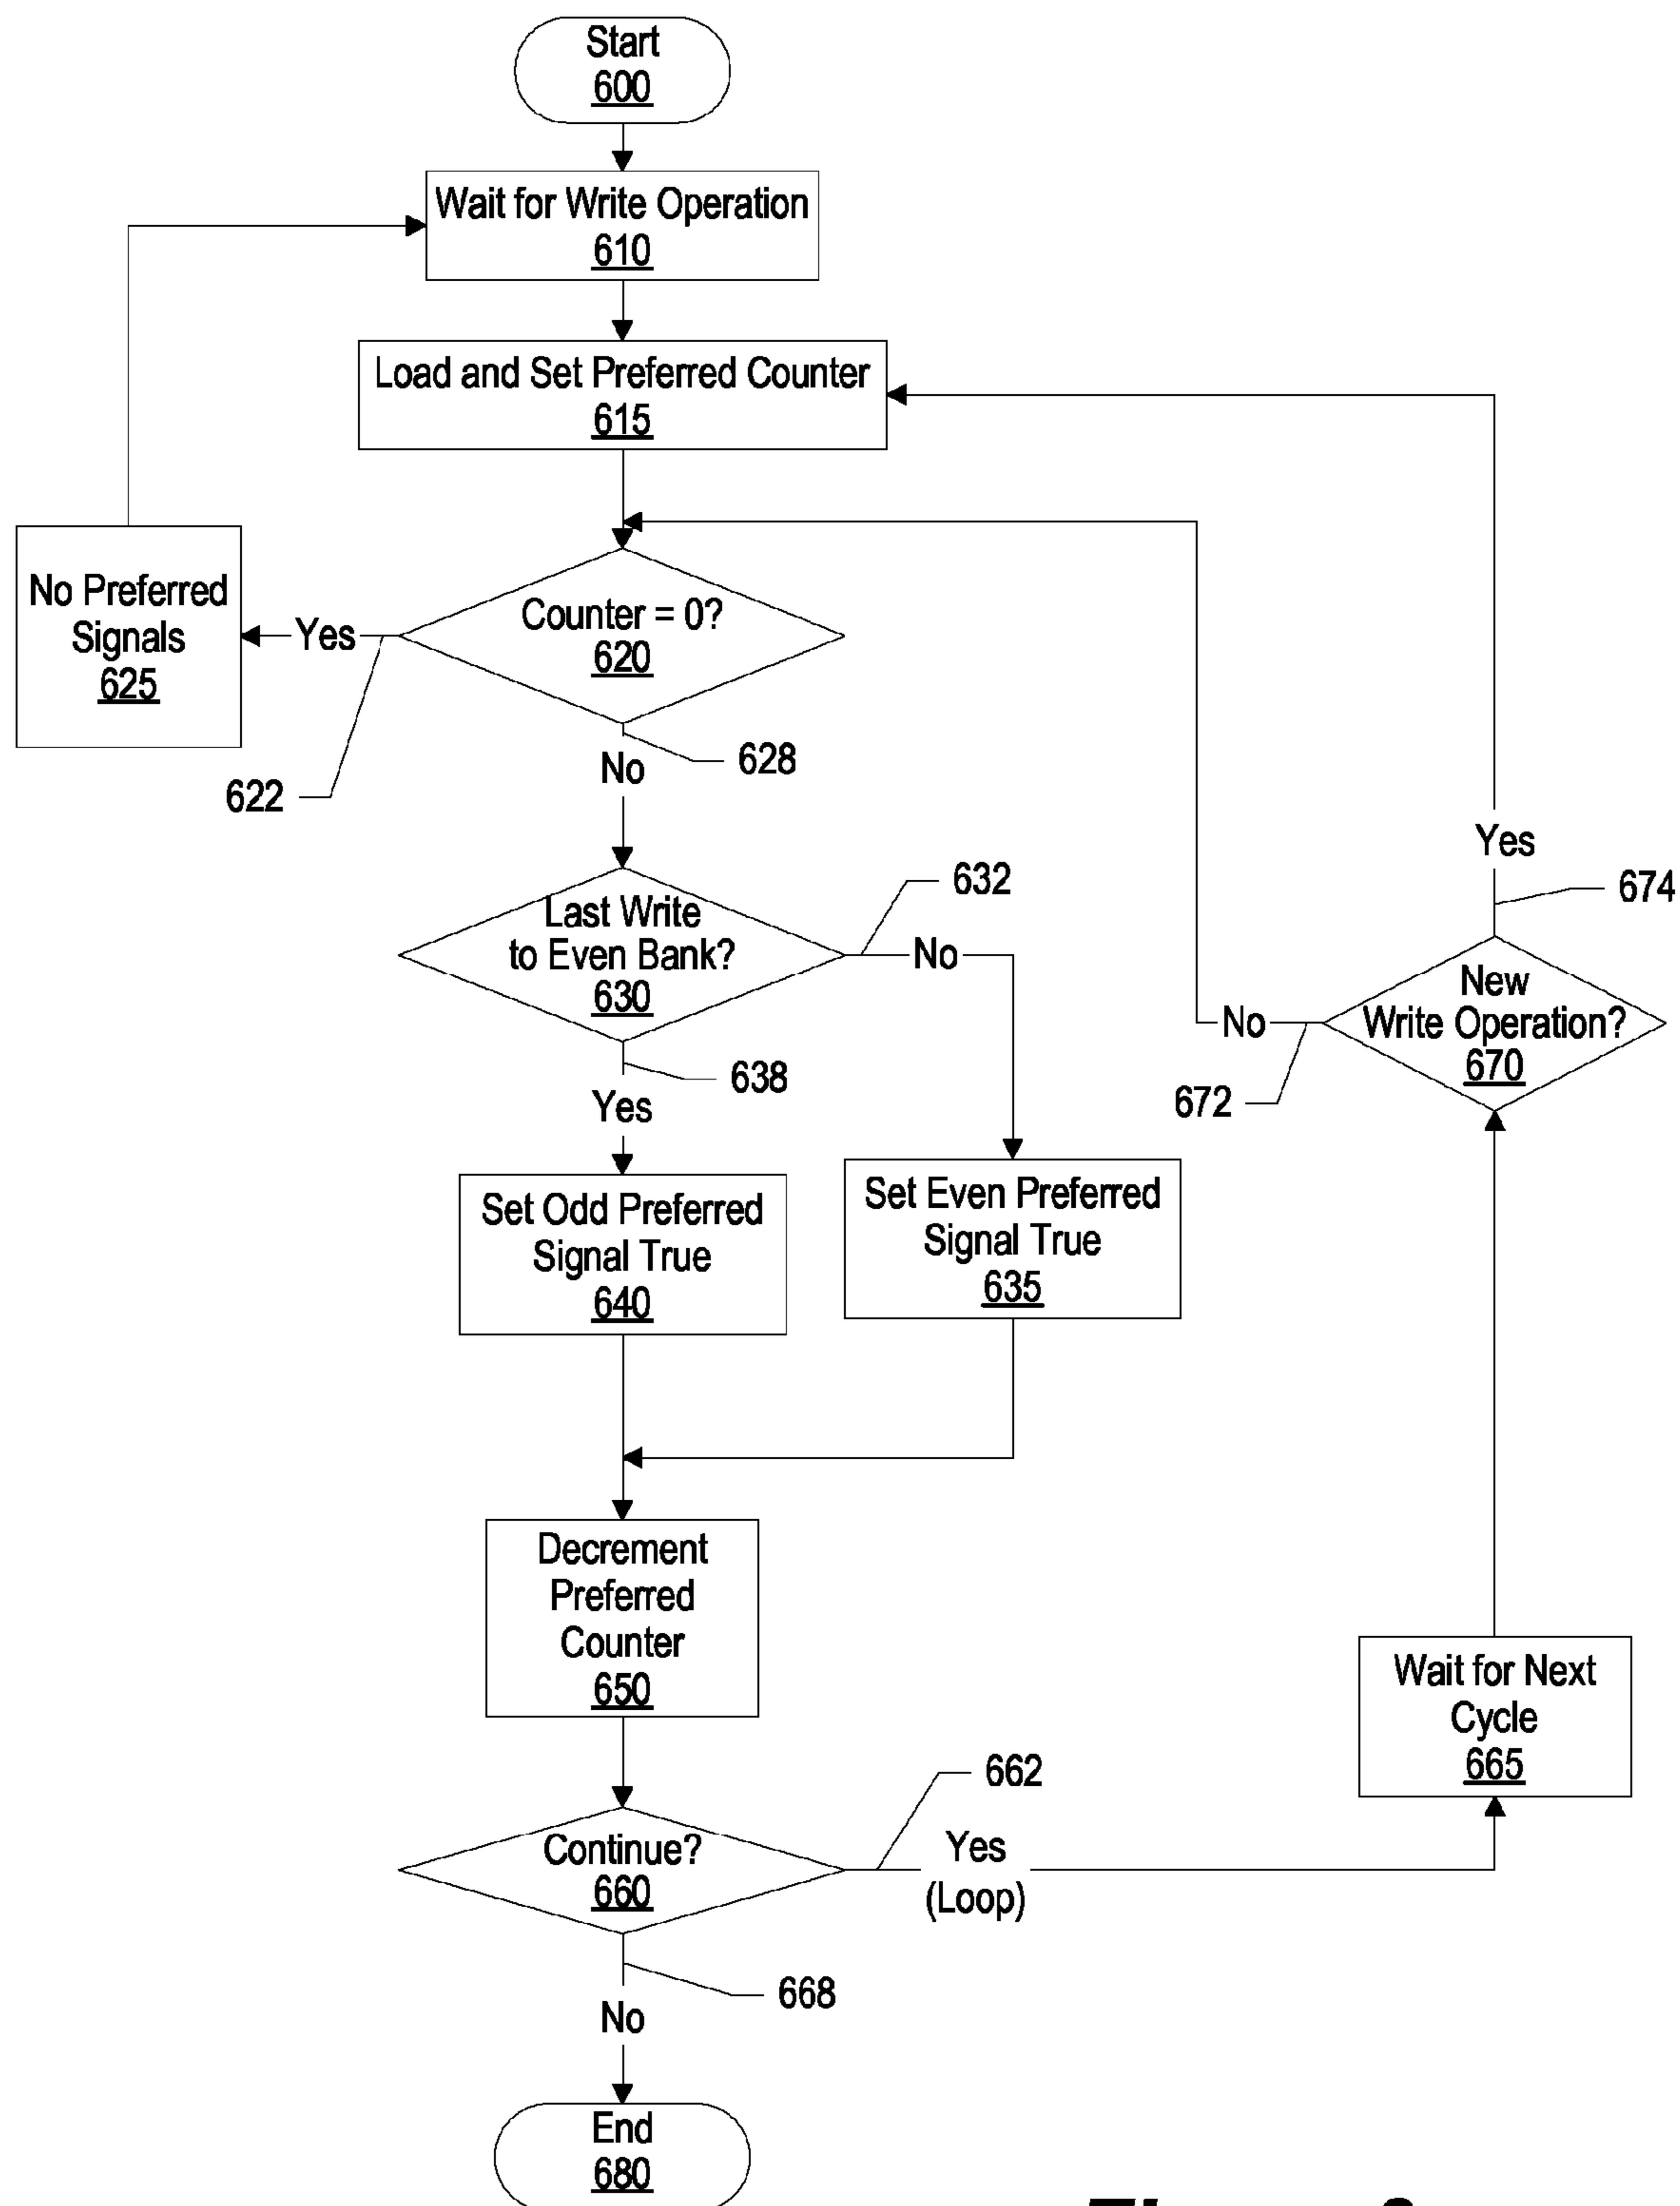 Start
600
Wait for Write Operation
610
Load and Set Preferred Counter
615
No Preferred
Signals
625
Yes
Counter = 0?
620
622
628
No
Last Write
to Even Bank?
630
632
No
638
Yes
Set Odd Preferred
Signal True
640
Set Even Preferred
Signal True
635
Yes
674
New
Write Operation?
670
No
672
Decrement
Preferred
Counter
650
Wait for Next
Cycle
665
Continue?
660
662
Yes
(Loop)
668
No
End
680